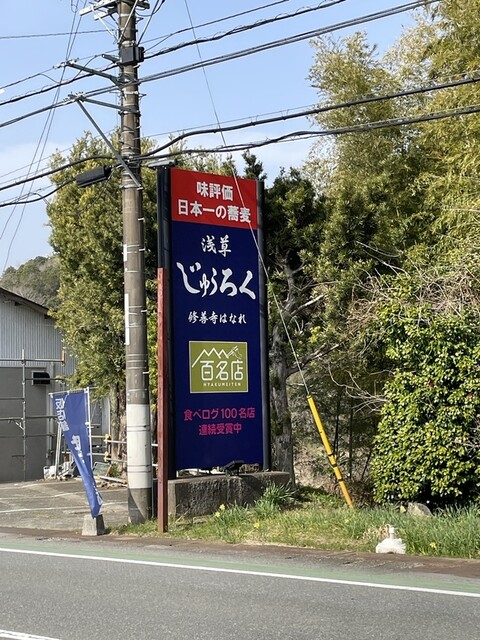 味評価
日本一の蕎麦
浅草
じゅうろく
修善寺はなれ
百名店
HYAKUMEITEN
食べログ100名店
連続受賞中